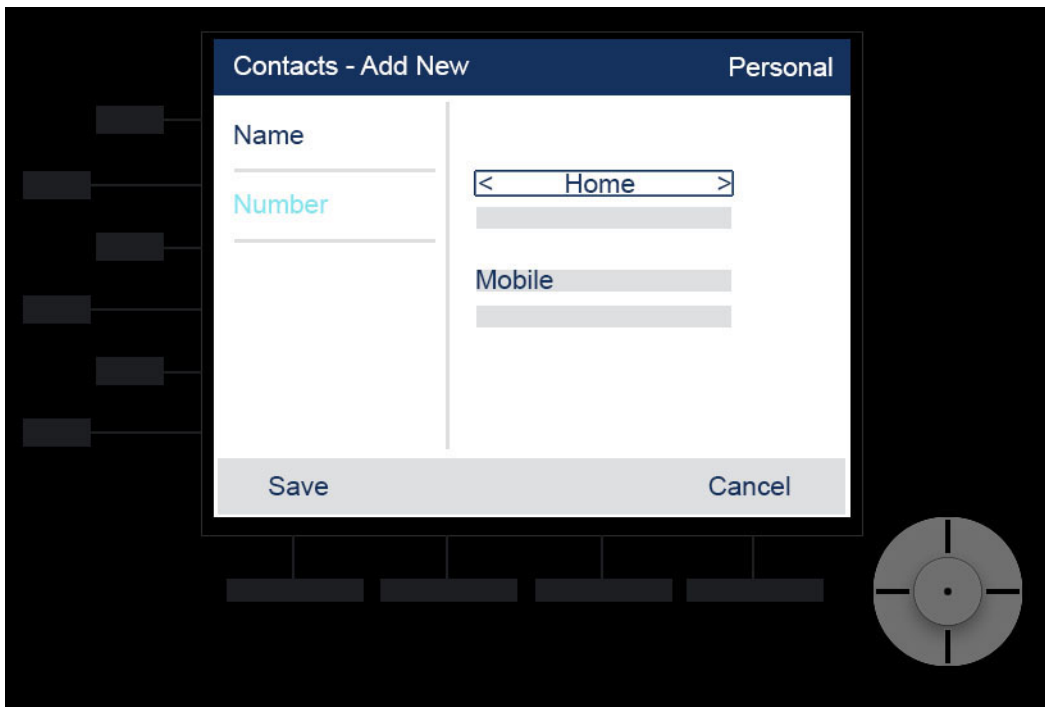 Contacts - Add New Personal
Name
< Home >
Number
Mobile
Save Cancel